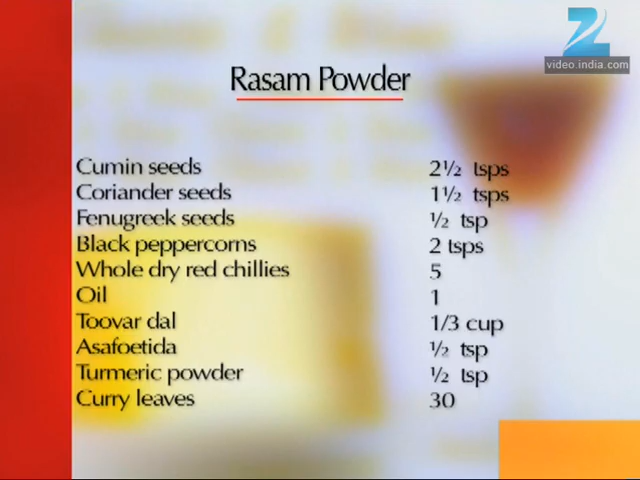 Z
video.india.com
Rasam Powder
Cumin seeds 2½ tsps
Coriander seeds 1½ tsps
Fenugreek seeds ½ tsp
Black peppercorns 2 tsps
Whole dry red chillies 5
Oil 1
Toovar dal 1/3 cup
Asafoetida ½ tsp
Turmeric powder ½ tsp
Curry leaves 30